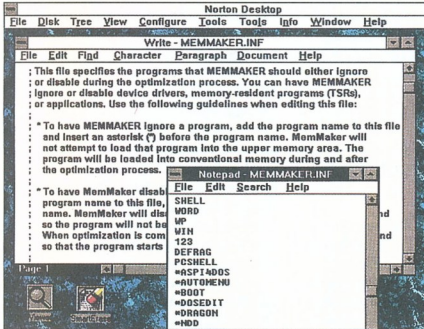 Norton Desktop
File Disk Tree View Configure Tools Tools Info Window Help
Write - MEMMAKER.INF
File Edit Find Character Paragraph Document Help
; This file specifies the programs that MEMMAKER should either ignore
; or disable during the optimization process. You can have MEMMAKER
; ignore or disable device drivers, memory-resident programs (TSRs),
; or applications. Use the following guidelines when editing this file:
;
; * To have MEMMAKER ignore a program, add the program name to this file
; and insert an asterisk (*) before the program name. MemMaker will
; not attempt to load that program into the upper memory area. The
; program will be loaded into conventional memory during and after
; the optimization process.
;
; * To have MemMaker disabl
; program name to this file,
; name. MemMaker will disa nd
; so the program will not be
; When optimization is com nd
; so that the program starts
;
Page 1
Notepad - MEMMAKER.INF
File Edit Search Help
SHELL
WORD
WP
WIN
123
DEFRAG
PCSHELL
*ASPI4DOS
*AUTOMENU
*BOOT
*DOSEDIT
*DRAGON
*HDD